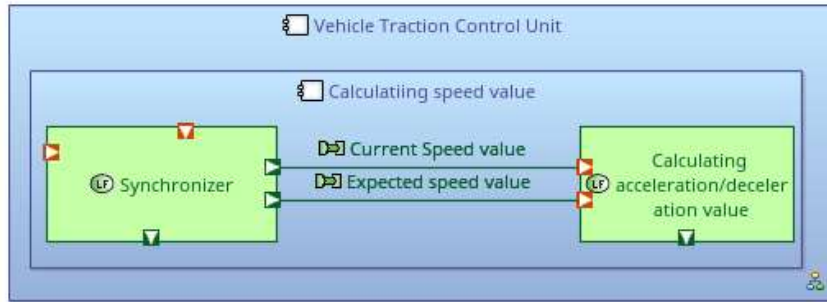 Vehicle Traction Control Unit
Calculatiing speed value
Current Speed value
Expected speed value
LF Synchronizer
LF
Calculating
acceleration/deceler
ation value